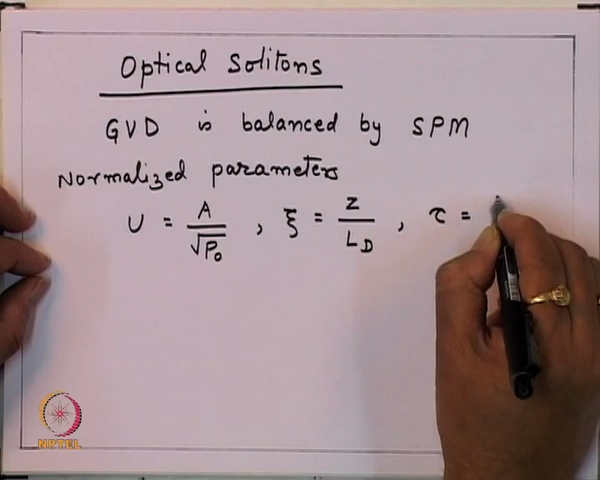 Optical Solitons
GVD is balanced by SPM
Normalized parameters
U = A / √P₀ , ξ = Z / L_D , τ =
NPTEL